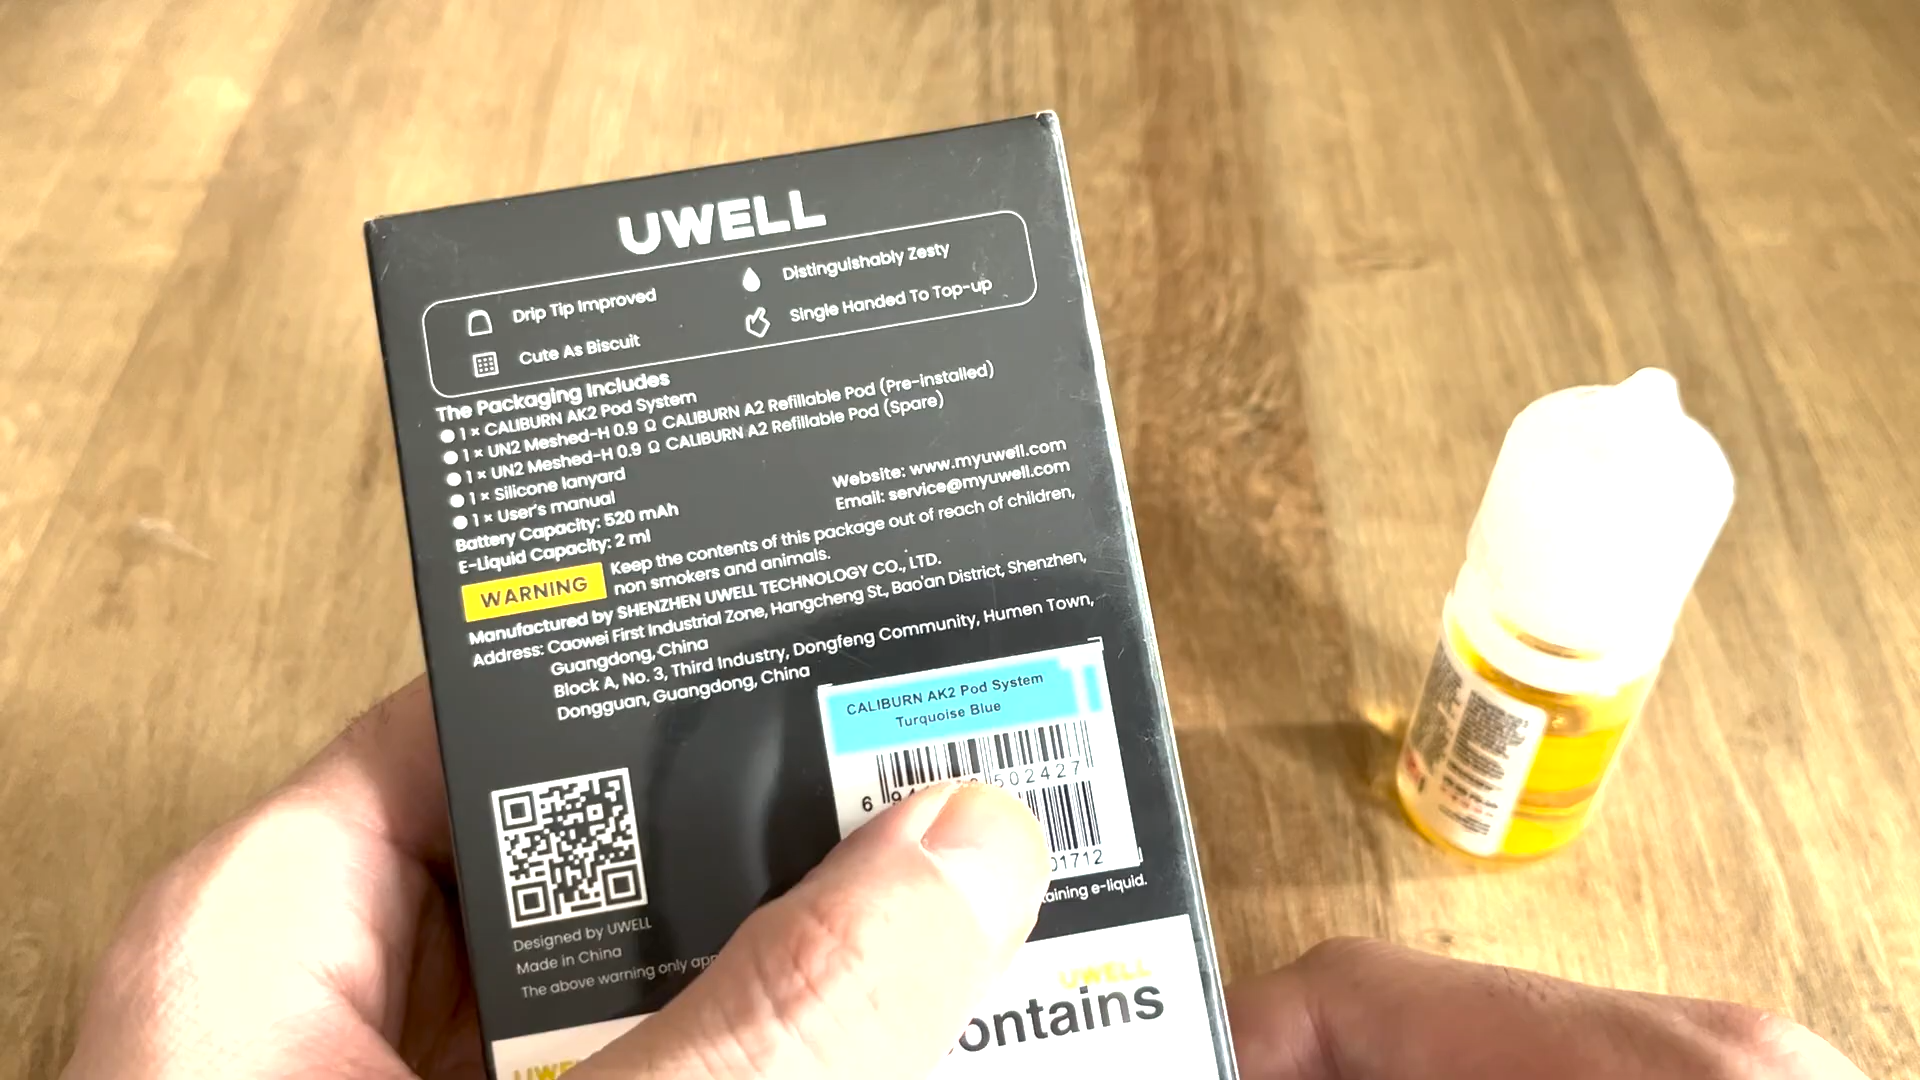 UWELL
Drip Tip Improved
Distinguishably Zesty
Cute As Biscuit
Single Handed To Top-up
The Packaging Includes
1 × CALIBURN AK2 Pod System
1 × UN2 Meshed-H 0.9 Ω CALIBURN A2 Refillable Pod (Pre-installed)
1 × UN2 Meshed-H 0.9 Ω CALIBURN A2 Refillable Pod (Spare)
1 × Silicone lanyard
1 × User's manual
Battery Capacity: 520 mAh
E-Liquid Capacity: 2 ml
Website: www.myuwell.com
Email: service@myuwell.com
WARNING
Keep the contents of this package out of reach of children,
non smokers and animals.
Manufactured by SHENZHEN UWELL TECHNOLOGY CO., LTD.
Address: Caowei First Industrial Zone, Hangcheng St., Bao'an District, Shenzhen,
Guangdong, China
Block A, No. 3, Third Industry, Dongfeng Community, Humen Town,
Dongguan, Guangdong, China
CALIBURN AK2 Pod System
Turquoise Blue
502427
01712
Designed by UWELL
Made in China
The above warning only
e-liquid.
UWELL